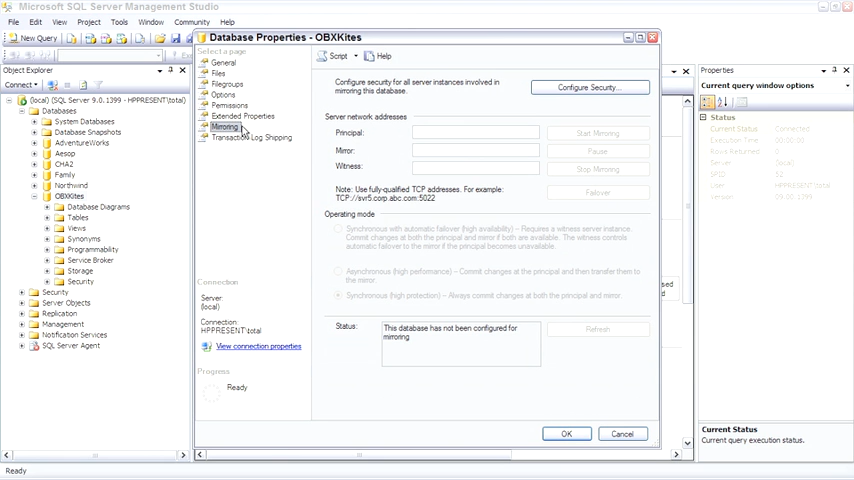 Microsoft SQL Server Management Studio
File Edit View Project Tools Window Community Help
New Query
Object Explorer
Connect
(local) (SQL Server 9.0.1399 - HPPRESENT\total)
Databases
System Databases
Database Snapshots
AdventureWorks
Aesop
CHA2
Family
Northwind
OBXKites
Database Diagrams
Tables
Views
Synonyms
Programmability
Service Broker
Storage
Security
Security
Server Objects
Replication
Management
Notification Services
SQL Server Agent
Database Properties - OBXKites
Select a page
General
Files
Filegroups
Options
Permissions
Extended Properties
Mirroring
Transaction Log Shipping
Connection
Server:
(local)
Connection:
HPPRESENT\total
View connection properties
Progress
Ready
Script Help
Configure security for all server instances involved in
mirroring this database.
Configure Security...
Server network addresses
Principal:
Start Mirroring
Mirror:
Pause
Witness:
Stop Mirroring
Note: Use fully-qualified TCP addresses. For example:
TCP://svr5.corp.abc.com:5022
Failover
Operating mode
Synchronous with automatic failover (high availability) – Requires a witness server instance.
Commit changes at both the principal and mirror if both are available. The witness controls
automatic failover to the mirror if the principal becomes unavailable.
Asynchronous (high performance) – Commit changes at the principal and then transfer them to
the mirror.
Synchronous (high protection) – Always commit changes at both the principal and mirror.
Status:
This database has not been configured for
mirroring
Refresh
OK
Cancel
Properties
Current query window options
Status
Current Status Connected
Execution Time 00:00:00
Rows Returned 0
Server (local)
SPID 52
User HPPRESENT\total
Version 09.00.1399
Current Status
Current query execution status.
Ready